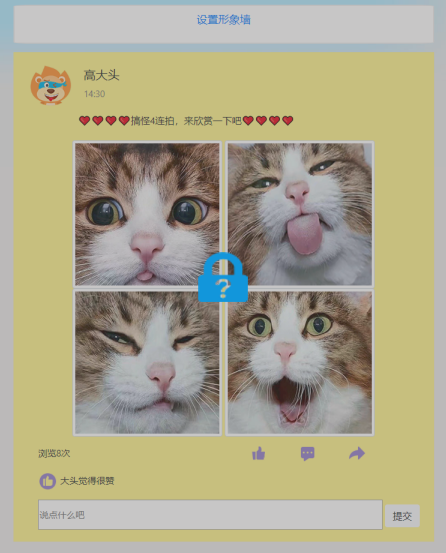 设置形象墙
高大头
14:30
❤❤❤❤搞怪4连拍，来欣赏一下吧❤❤❤❤
?
浏览8次
大头觉得很赞
说点什么吧
提交